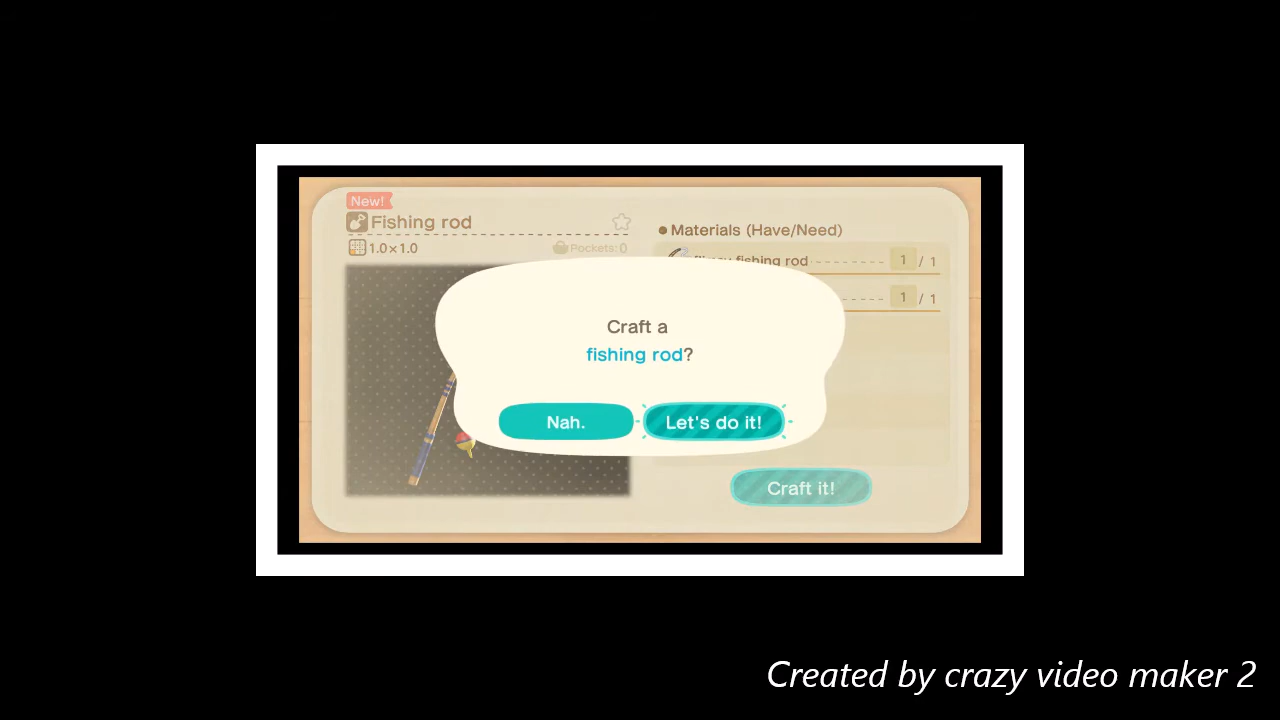 New!
Fishing rod
1.0×1.0
Pockets: 0
Materials (Have/Need)
fishing rod
1 / 1
1 / 1
Craft a
fishing rod?
Nah.
Let's do it!
Craft it!
Created by crazy video maker 2